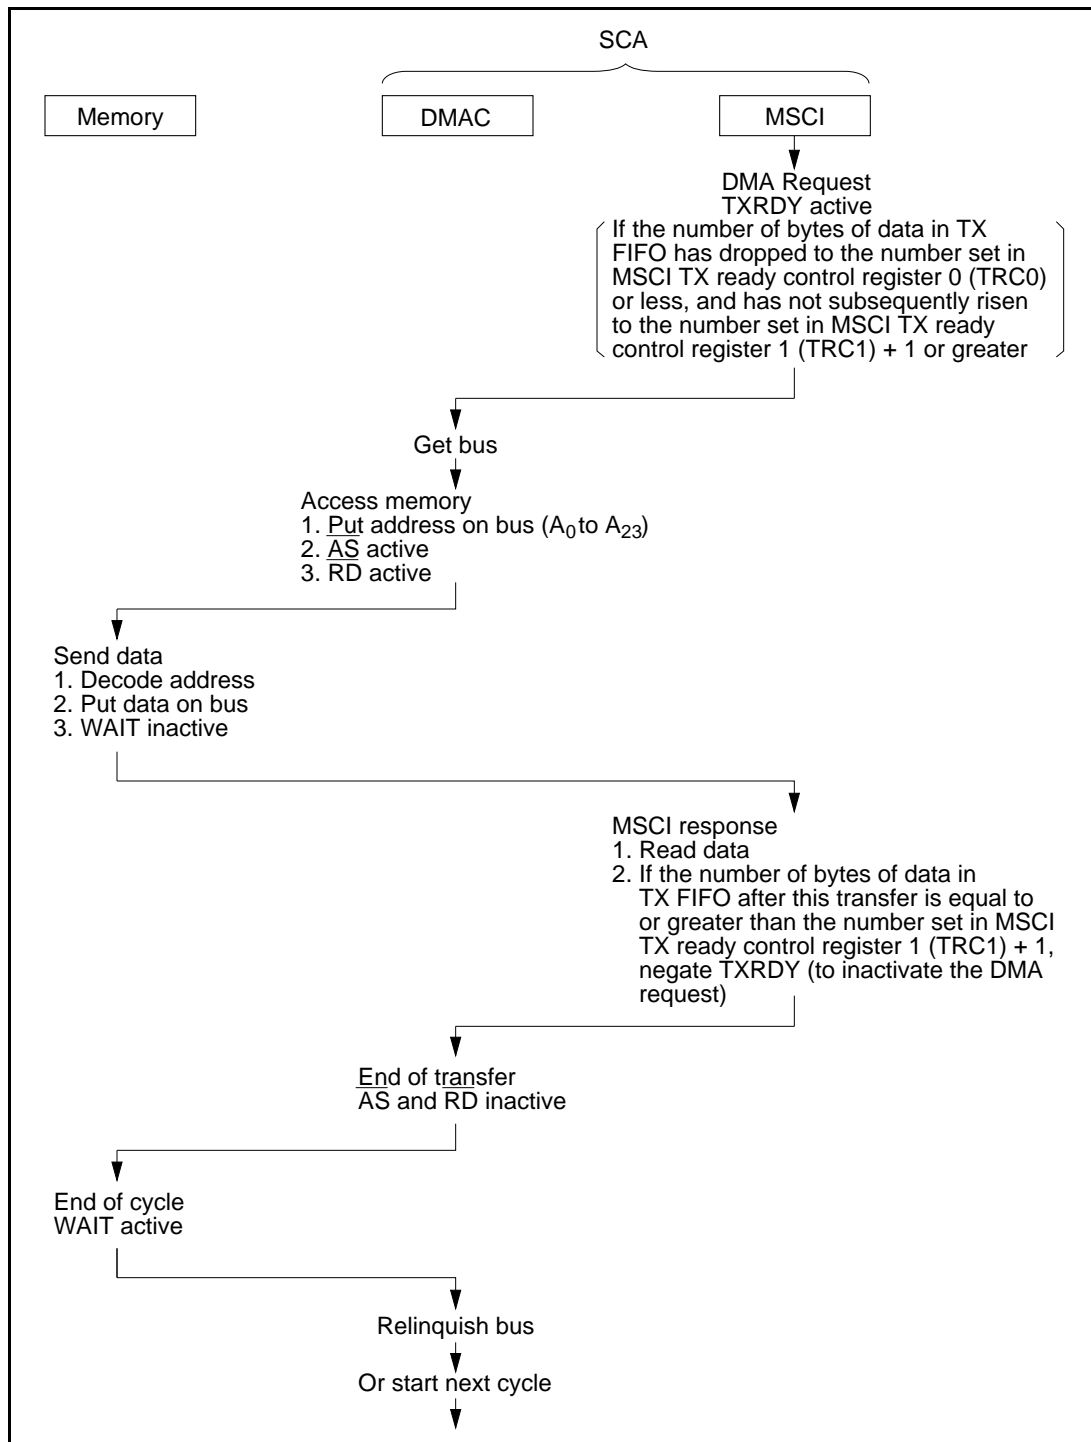 SCA
Memory
DMAC
MSCI
DMA Request
TXRDY active
If the number of bytes of data in TX
FIFO has dropped to the number set in
MSCI TX ready control register 0 (TRC0)
or less, and has not subsequently risen
to the number set in MSCI TX ready
control register 1 (TRC1) + 1 or greater
Get bus
Access memory
1. Put address on bus (A0 to A23)
2. A̅S̅ active
3. R̅D̅ active
Send data
1. Decode address
2. Put data on bus
3. WAIT inactive
MSCI response
1. Read data
2. If the number of bytes of data in
TX FIFO after this transfer is equal to
or greater than the number set in MSCI
TX ready control register 1 (TRC1) + 1,
negate TXRDY (to inactivate the DMA
request)
End of transfer
A̅S̅ and R̅D̅ inactive
End of cycle
WAIT active
Relinquish bus
Or start next cycle